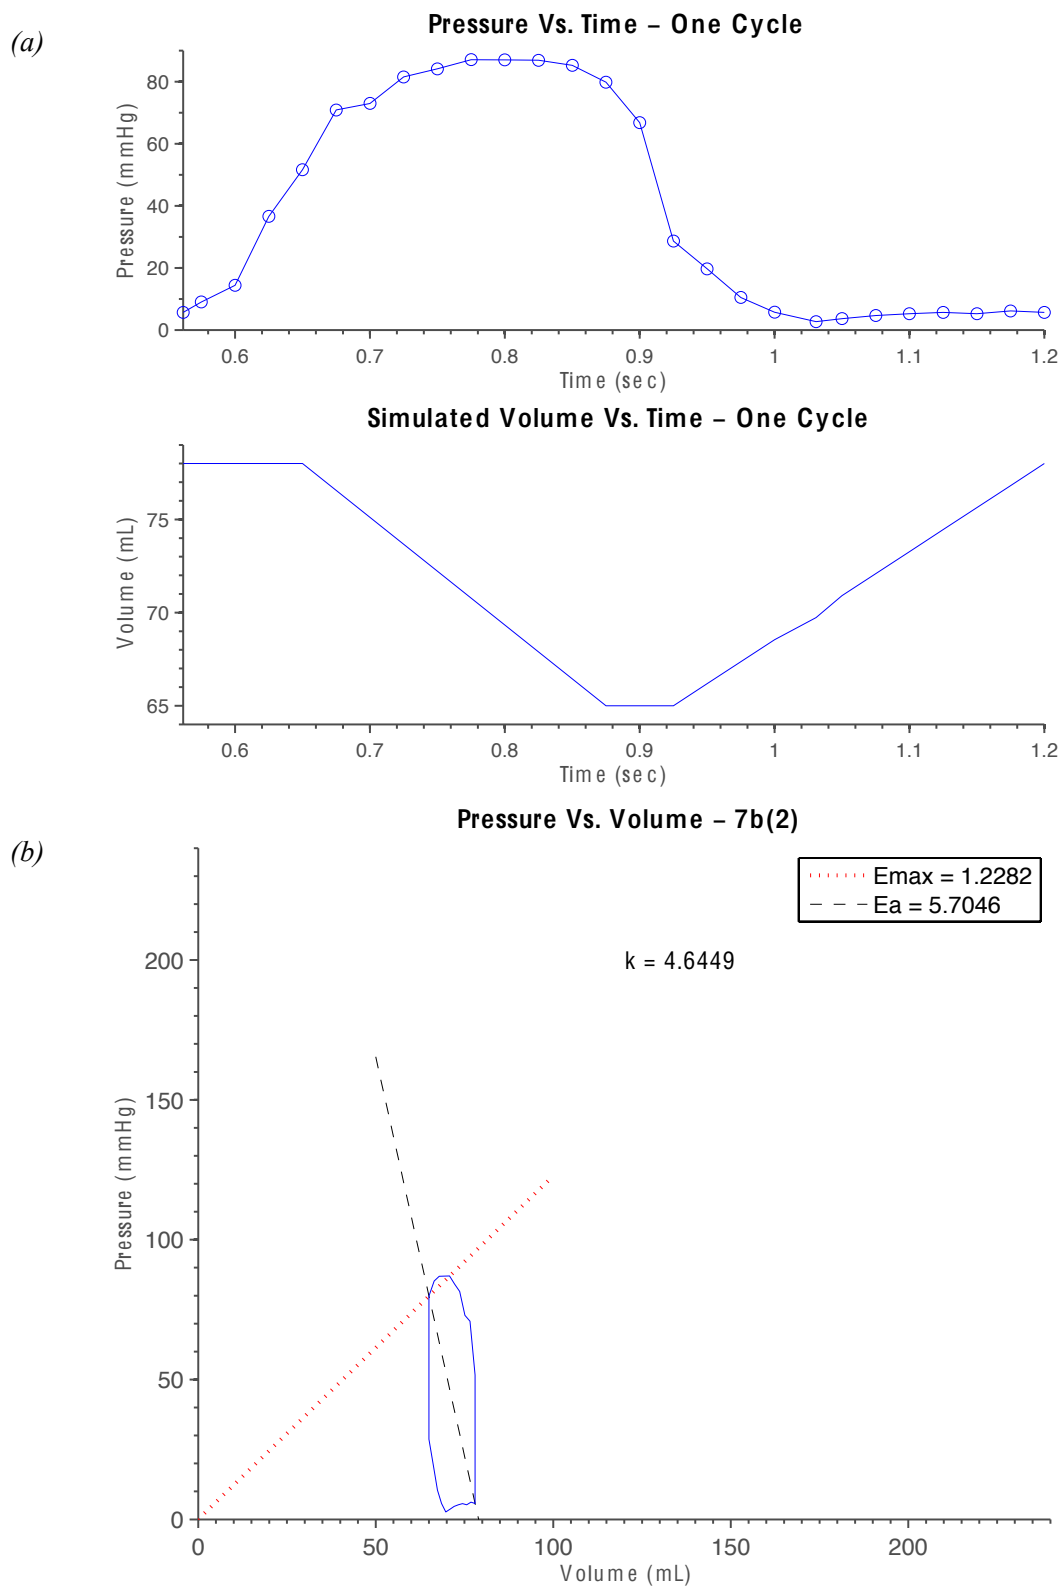 (a)
Pressure Vs. Time – One Cycle
Pressure (mmHg)
80
60
40
20
0
0.6
0.7
0.8
0.9
1
1.1
1.2
Time (sec)
Simulated Volume Vs. Time – One Cycle
Volume (mL)
75
70
65
0.6
0.7
0.8
0.9
1
1.1
1.2
Time (sec)
(b)
Pressure Vs. Volume – 7b(2)
Emax = 1.2282
Ea = 5.7046
k = 4.6449
Pressure (mmHg)
200
150
100
50
0
0
50
100
150
200
Volume (mL)